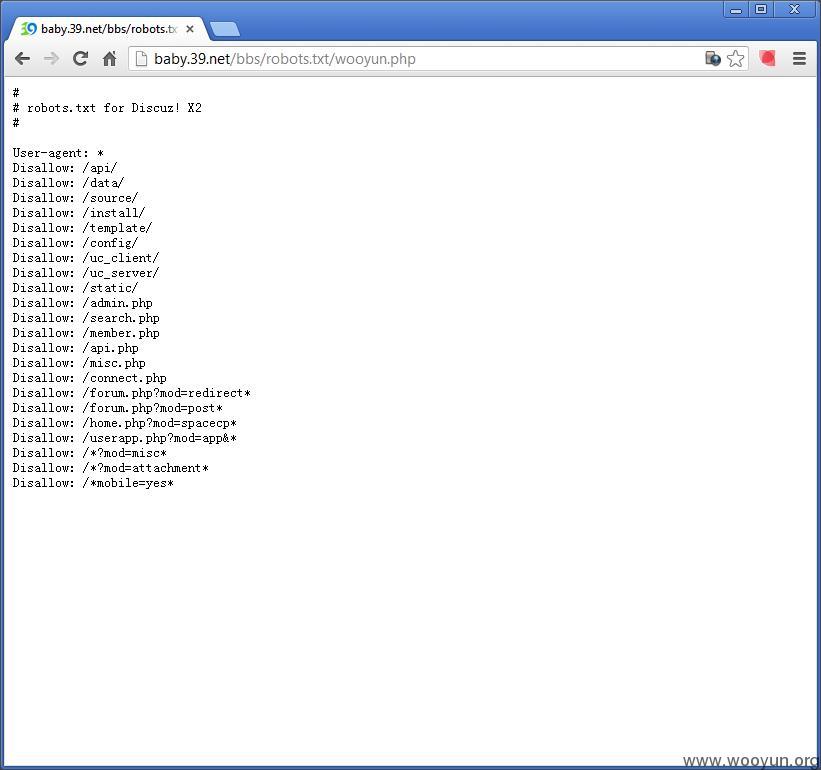 baby.39.net/bbs/robots.tx
baby.39.net/bbs/robots.txt/wooyun.php
#
# robots.txt for Discuz! X2
#
User-agent: *
Disallow: /api/
Disallow: /data/
Disallow: /source/
Disallow: /install/
Disallow: /template/
Disallow: /config/
Disallow: /uc_client/
Disallow: /uc_server/
Disallow: /static/
Disallow: /admin.php
Disallow: /search.php
Disallow: /member.php
Disallow: /api.php
Disallow: /misc.php
Disallow: /connect.php
Disallow: /forum.php?mod=redirect*
Disallow: /forum.php?mod=post*
Disallow: /home.php?mod=spacecp*
Disallow: /userapp.php?mod=app&*
Disallow: /*?mod=misc*
Disallow: /*?mod=attachment*
Disallow: /*mobile=yes*
www.wooyun.org